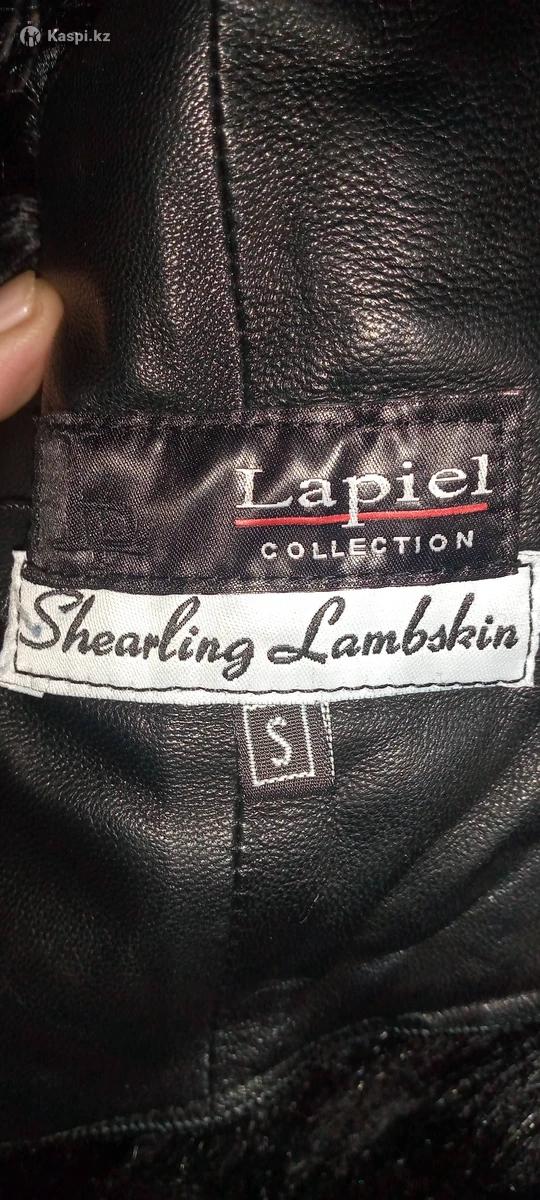 Kaspi.kz
Lapiel
COLLECTION
Shearling Lambskin
S